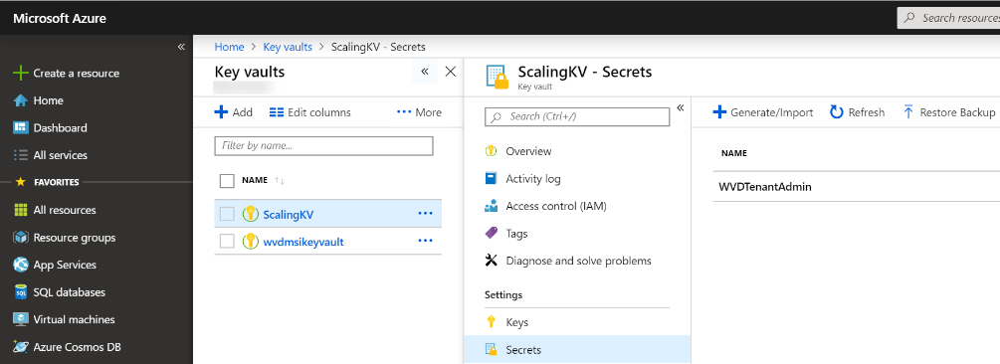 Microsoft Azure
Search resources
«
Create a resource
Home
Dashboard
All services
FAVORITES
All resources
Resource groups
App Services
SQL databases
Virtual machines
Azure Cosmos DB
Home > Key vaults > ScalingKV - Secrets
Key vaults
«
Add
Edit columns
More
Filter by name...
NAME
ScalingKV
wvdmsikeyvault
ScalingKV - Secrets
Key vault
Search (Ctrl+/)
«
Overview
Activity log
Access control (IAM)
Tags
Diagnose and solve problems
Settings
Keys
Secrets
Generate/Import
Refresh
Restore Backup
NAME
WVDTenantAdmin